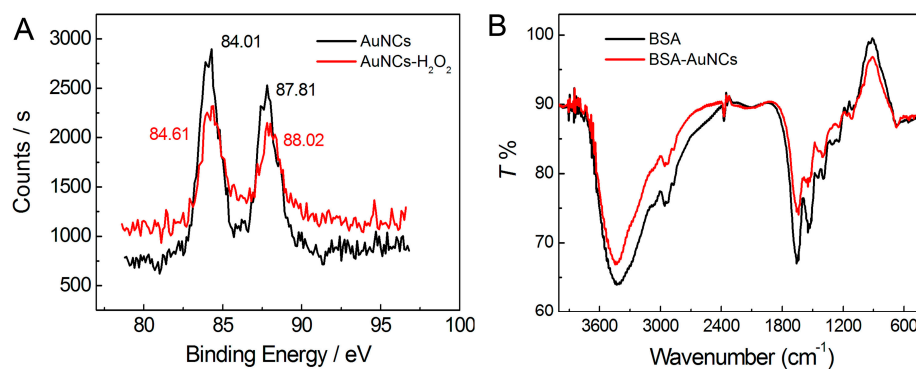 A
AuNCs
AuNCs-H₂O₂
84.01
87.81
84.61
88.02
3000
2500
2000
1500
1000
500
Counts / s
80
85
90
95
100
Binding Energy / eV
B
BSA
BSA-AuNCs
100
90
80
70
60
T %
3600
3000
2400
1800
1200
600
Wavenumber (cm⁻¹)